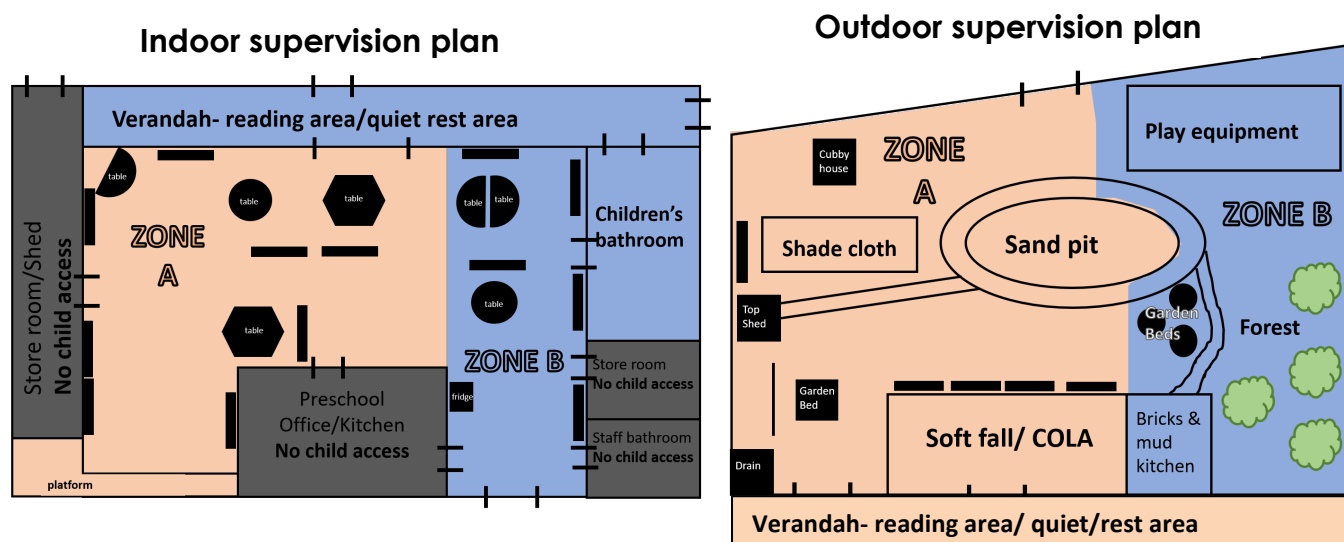 Indoor supervision plan
Verandah- reading area/quiet rest area
Store room/Shed
No child access
table
table
table
table
table
ZONE
A
Children's
bathroom
table
table
ZONE B
Store room
No child access
Preschool
Office/Kitchen
No child access
fridge
Staff bathroom
No child access
platform
Outdoor supervision plan
Play equipment
Cubby
house
ZONE
A
ZONE B
Shade cloth
Sand pit
Top
Shed
Garden
Beds
Forest
Garden
Bed
Soft fall/ COLA
Bricks &
mud
kitchen
Drain
Verandah- reading area/ quiet/rest area